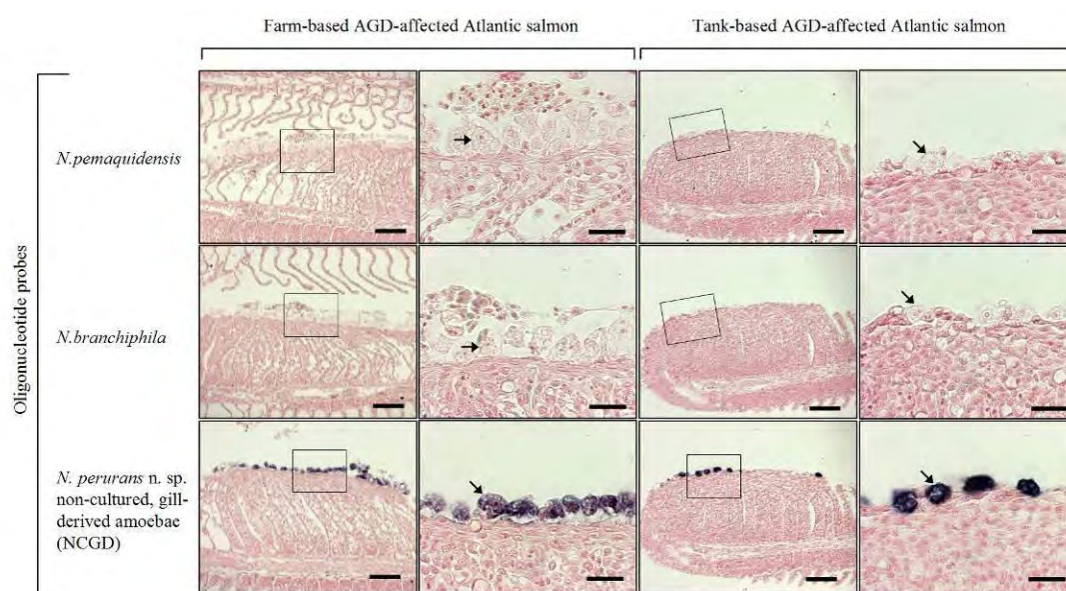 Farm-based AGD-affected Atlantic salmon
Tank-based AGD-affected Atlantic salmon
Oligonucleotide probes
N.pemaquidensis
N.branchiphila
N. perurans n. sp.
non-cultured, gill-
derived amoebae
(NCGD)